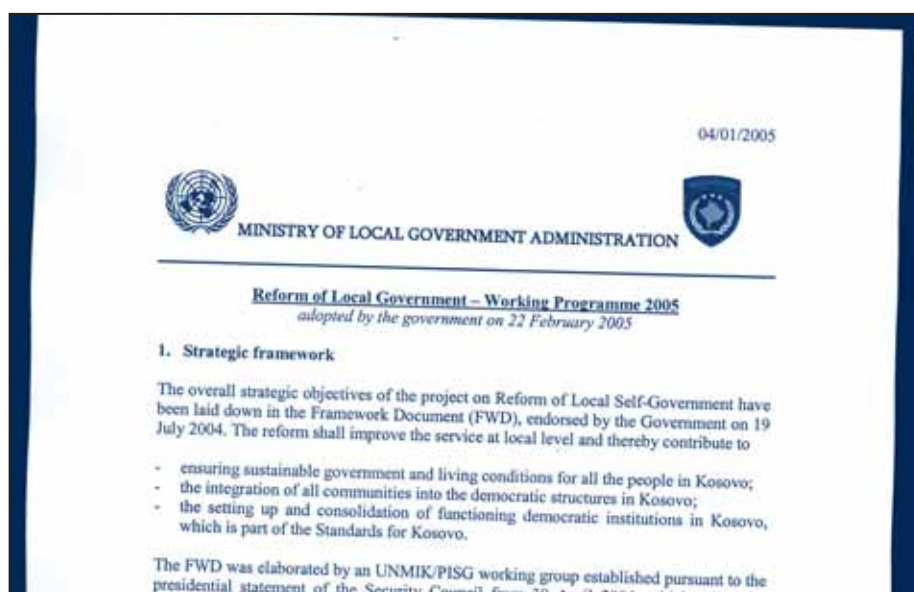 04/01/2005
MINISTRY OF LOCAL GOVERNMENT ADMINISTRATION
Reform of Local Government – Working Programme 2005
adopted by the government on 22 February 2005
1. Strategic framework
The overall strategic objectives of the project on Reform of Local Self-Government have
been laid down in the Framework Document (FWD), endorsed by the Government on 19
July 2004. The reform shall improve the service at local level and thereby contribute to
- ensuring sustainable government and living conditions for all the people in Kosovo;
- the integration of all communities into the democratic structures in Kosovo;
- the setting up and consolidation of functioning democratic institutions in Kosovo,
which is part of the Standards for Kosovo.
The FWD was elaborated by an UNMIK/PISG working group established pursuant to the
presidential statement of the Security Council from